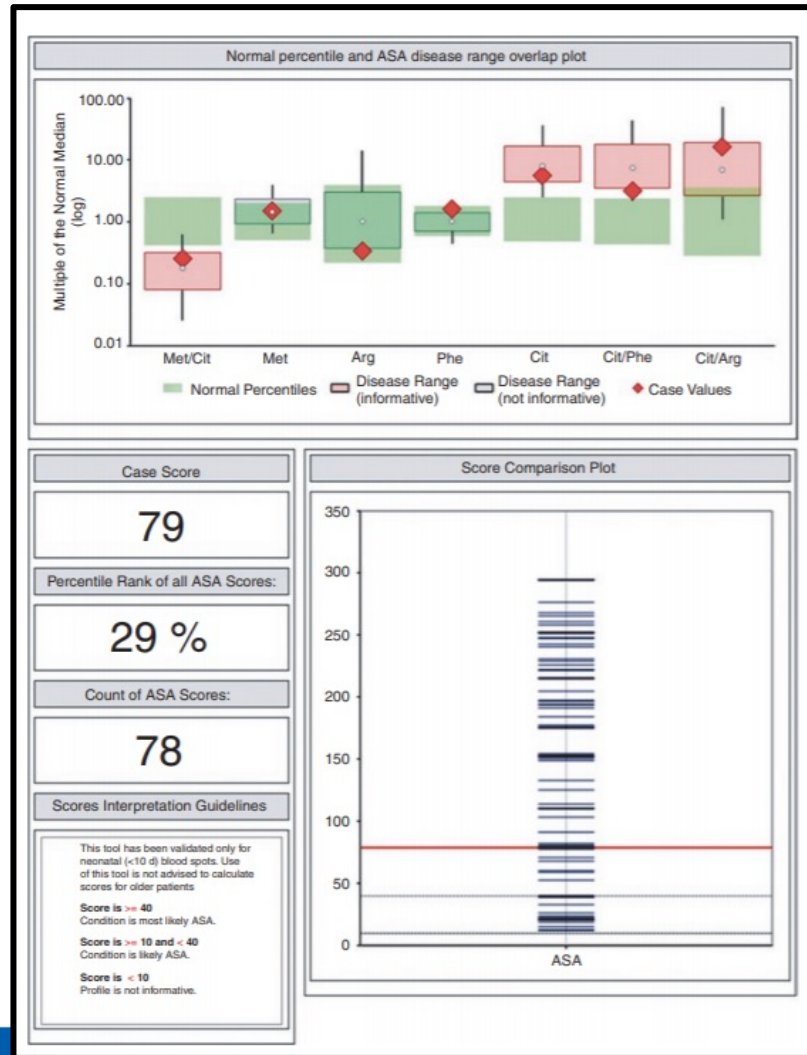 Normal percentile and ASA disease range overlap plot
Multiple of the Normal Median
(log)
100.00
10.00
1.00
0.10
0.01
Met/Cit Met Arg Phe Cit Cit/Phe Cit/Arg
Normal Percentiles Disease Range (informative) Disease Range (not informative) Case Values
Case Score
79
Percentile Rank of all ASA Scores:
29 %
Count of ASA Scores:
78
Scores Interpretation Guidelines
This tool has been validated only for
neonatal (<10 d) blood spots. Use
of this tool is not advised to calculate
scores for older patients
Score is >= 40
Condition is most likely ASA.
Score is >= 10 and < 40
Condition is likely ASA.
Score is < 10
Profile is not informative.
Score Comparison Plot
350
300
250
200
150
100
50
0
ASA